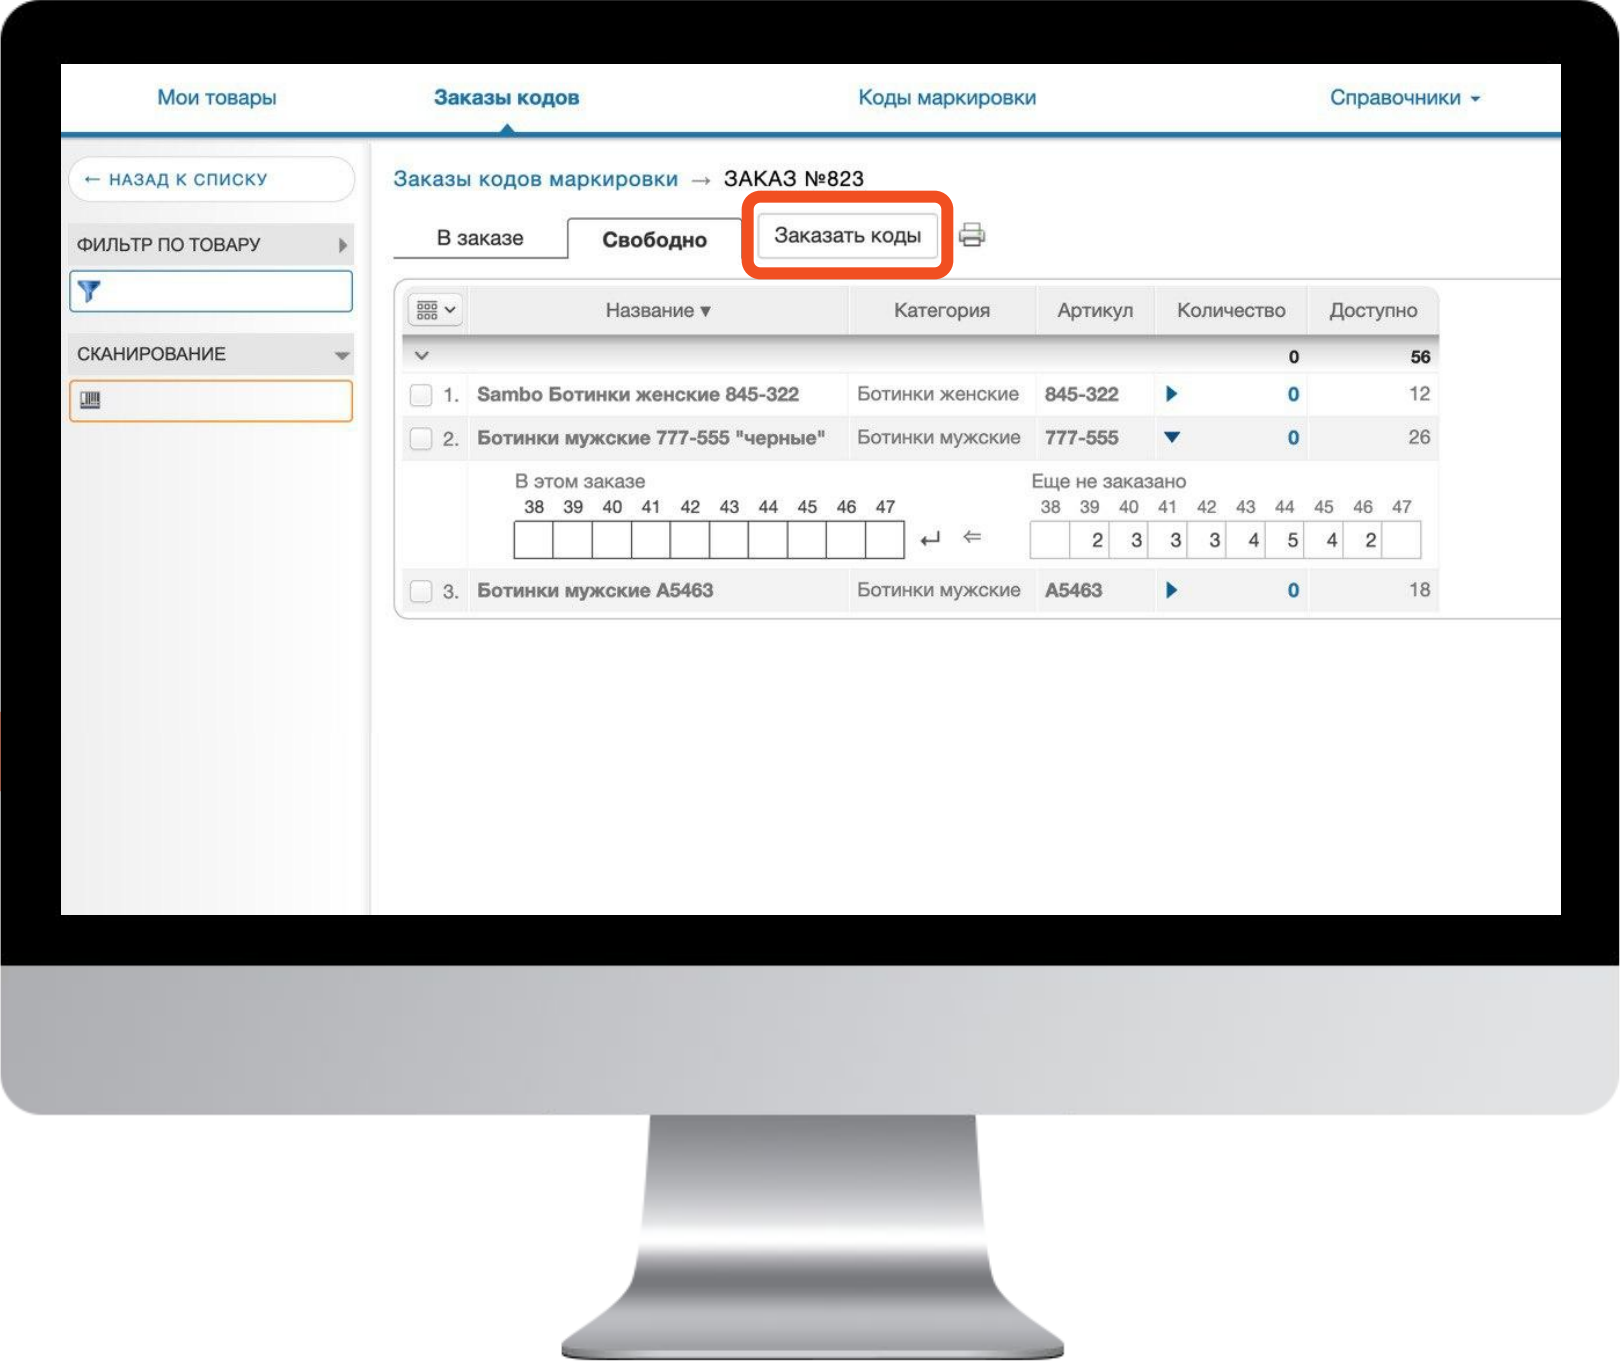 Мои товары Заказы кодов Коды маркировки Справочники
← НАЗАД К СПИСКУ
Заказы кодов маркировки → ЗАКАЗ №823
ФИЛЬТР ПО ТОВАРУ
В заказе Свободно Заказать коды
Название ▾ Категория Артикул Количество Доступно
СКАНИРОВАНИЕ
0 56
1. Sambo Ботинки женские 845-322 Ботинки женские 845-322 0 12
2. Ботинки мужские 777-555 "черные" Ботинки мужские 777-555 0 26
В этом заказе Еще не заказано
38 39 40 41 42 43 44 45 46 47 38 39 40 41 42 43 44 45 46 47
2 3 3 3 4 5 4 2
3. Ботинки мужские A5463 Ботинки мужские A5463 0 18